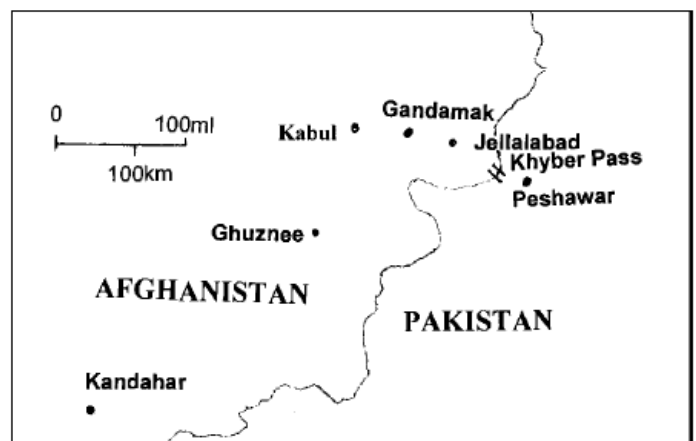 0
100ml
100km
Kabul
Gandamak
Jellalabad
Khyber Pass
Peshawar
Ghuznee
AFGHANISTAN
PAKISTAN
Kandahar